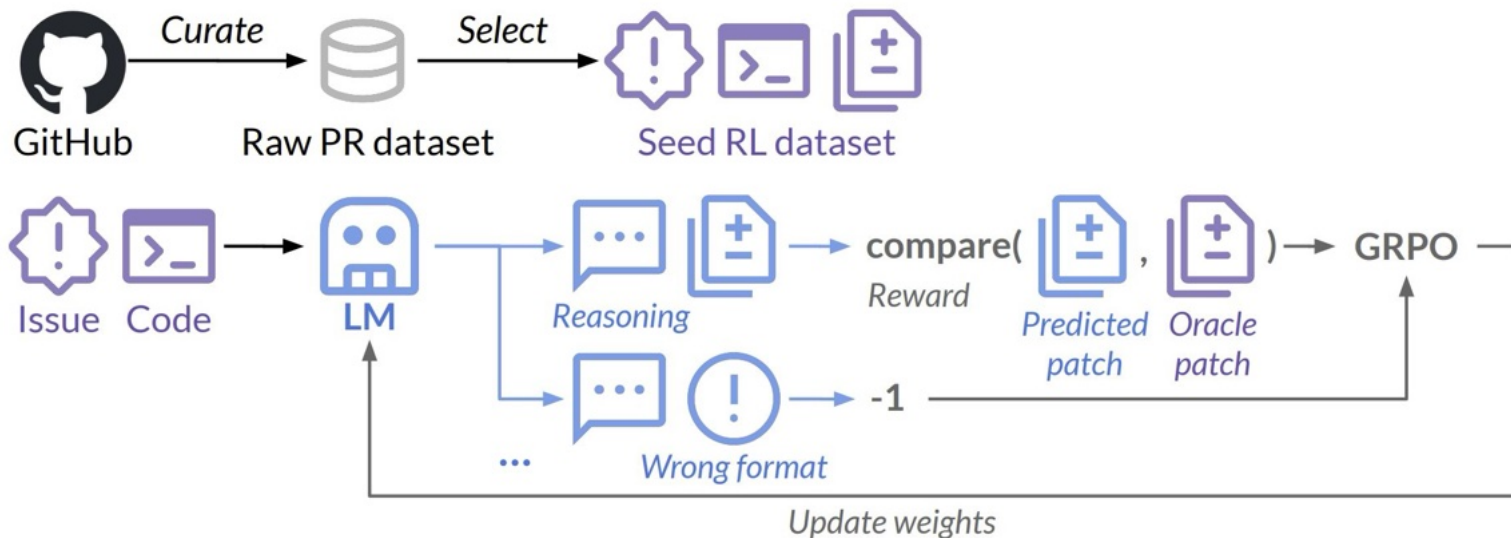 Curate
Select
GitHub
Raw PR dataset
Seed RL dataset
compare( , )
GRPO
Reward
Issue
Code
LM
Reasoning
Predicted
patch
Oracle
patch
-1
...
Wrong format
Update weights